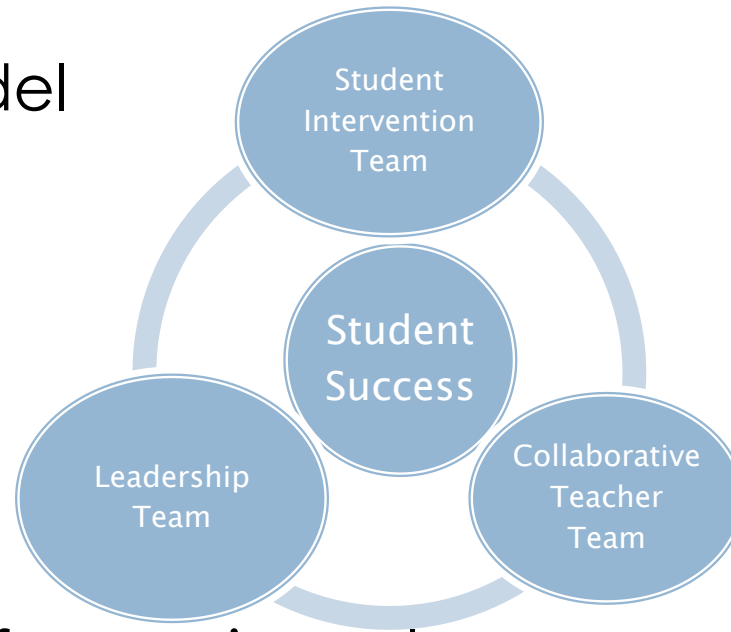 del
Student
Intervention
Team
Student
Success
Leadership
Team
Collaborative
Teacher
Team